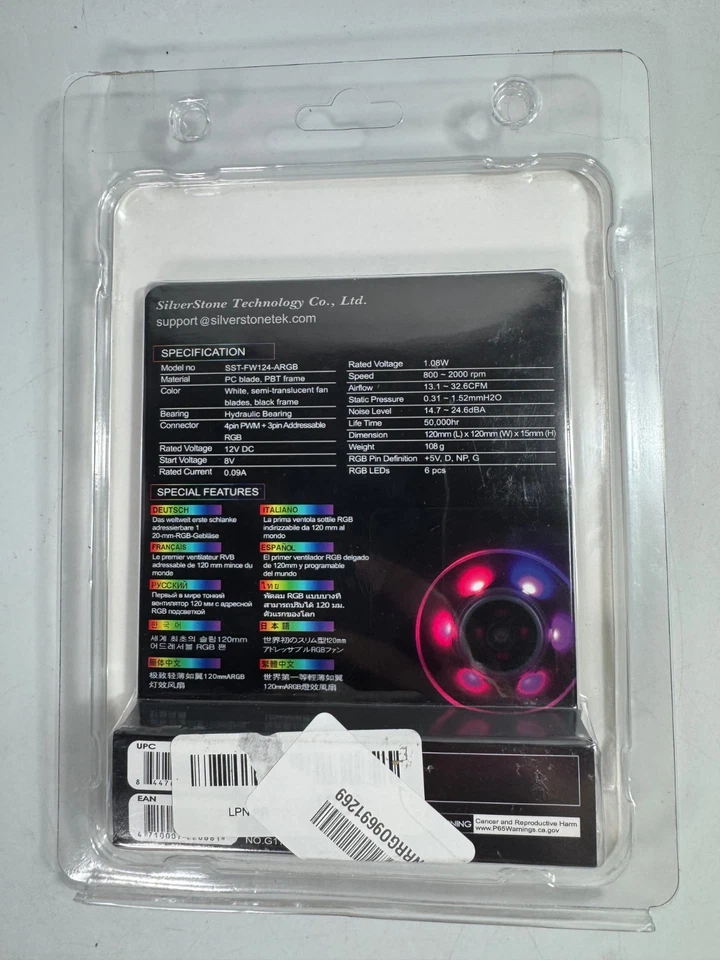 SilverStone Technology Co., Ltd.
support@silverstonetek.com
SPECIFICATION
Model no SST-FW124-ARGB
Material PC blade, PBT frame
Color White, semi-transluscent fan
blades, black frame
Bearing Hydraulic Bearing
Connector 4pin PWM + 3pin Addressable
RGB
Rated Voltage 12V DC
Start Voltage 8V
Rated Current 0.09A
Rated Voltage 1.08W
Speed 800 ~ 2000 rpm
Airflow 13.1 ~ 32.6CFM
Static Pressure 0.31 ~ 1.52mmH2O
Noise Level 14.7 ~ 24.6dBA
Life Time 50,000hr
Dimension 120mm (L) x 120mm (W) x 15mm (H)
Weight 108 g
RGB Pin Definition +5V, D, NP, G
RGB LEDs 6 pcs
SPECIAL FEATURES
DEUTSCH
Das weltweit erste schlanke
adressierbare 1
20-mm-RGB-Gebläse
ITALIANO
La prima ventola sottile RGB
indirizzabile da 120 mm al
mondo
FRANÇAIS
Le premier ventilateur RVB
adressable de 120 mm mince du
monde
ESPAÑOL
El primer ventilador RGB delgado
de 120mm y programable
del mundo
РУССКИЙ
Первый в мире тонкий
вентилятор 120 мм с адресной
RGB подсветкой
ไทย
พัดลม RGB แบบบาง
สามารถปรับได้ 120 มม.
ตัวแรกของโลก
한국어
세계 최초의 슬림120mm
어드레서블 RGB 팬
日本語
世界初のスリム型120mm
アドレッサブルRGBファン
簡体中文
极致轻薄如翼120mmARGB
灯效风扇
繁體中文
世界第一等輕薄如翼
120mmARGB燈效風扇
UPC
EAN
LPN
RRGO9691269
Cancer and Reproductive Harm
www.P65Warnings.ca.gov